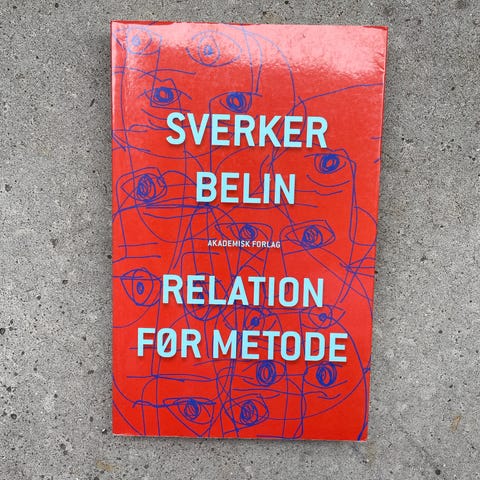 SVERKER
BELIN
AKADEMISK FORLAG
RELATION
FØR METODE